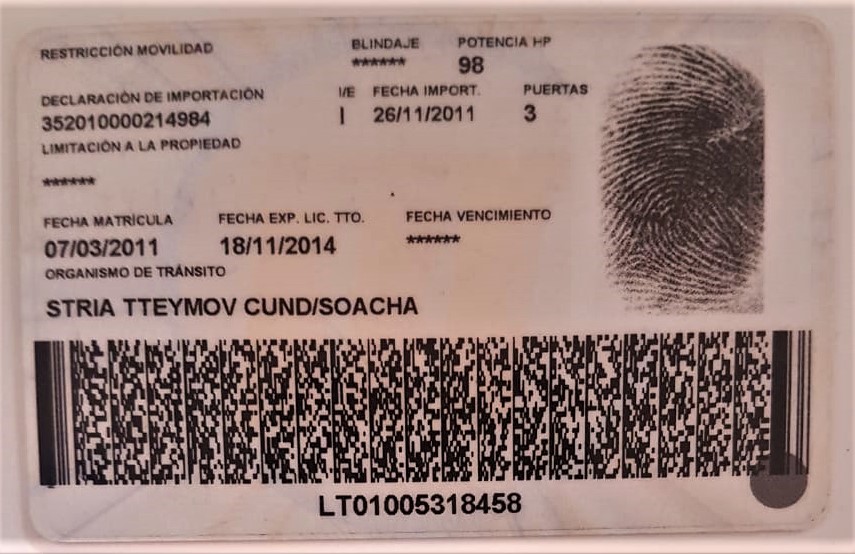 RESTRICCIÓN MOVILIDAD BLINDAJE POTENCIA HP
****** 98
DECLARACIÓN DE IMPORTACIÓN I/E FECHA IMPORT. PUERTAS
352010000214984 I 26/11/2011 3
LIMITACIÓN A LA PROPIEDAD
******
FECHA MATRÍCULA FECHA EXP. LIC. TTO. FECHA VENCIMIENTO
07/03/2011 18/11/2014 ******
ORGANISMO DE TRÁNSITO
STRIA TTEYMOV CUND/SOACHA
LT01005318458